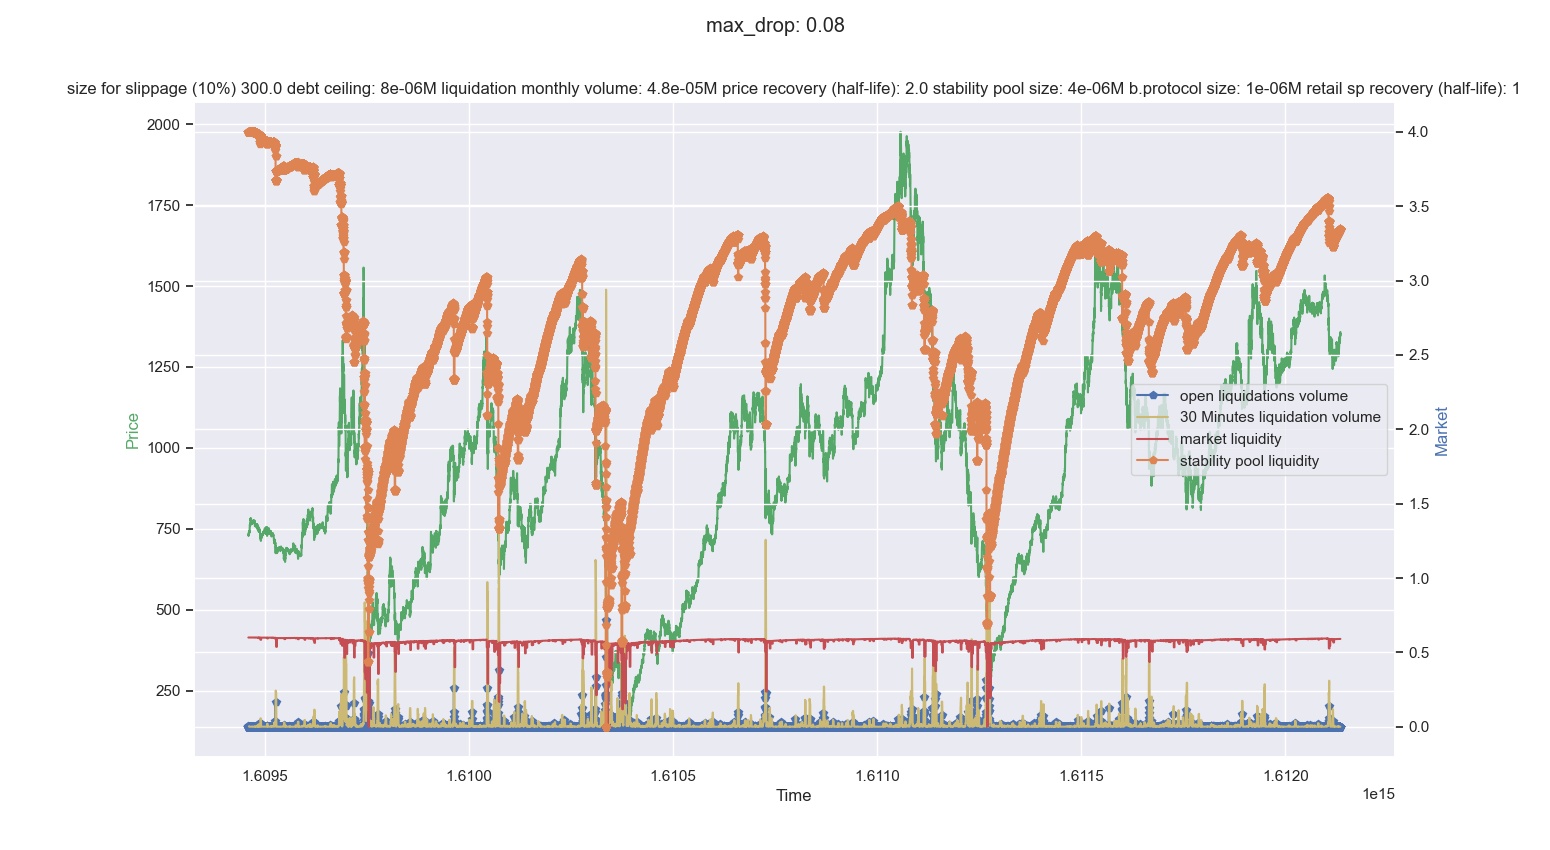 max_drop: 0.08
size for slippage (10%) 300.0 debt ceiling: 8e-06M liquidation monthly volume: 4.8e-05M price recovery (half-life): 2.0 stability pool size: 4e-06M b.protocol size: 1e-06M retail sp recovery (half-life): 1
2000
1750
1500
1250
1000
750
500
250
Price
4.0
3.5
3.0
2.5
2.0
1.5
1.0
0.5
0.0
Market
open liquidations volume
30 Minutes liquidation volume
market liquidity
stability pool liquidity
1.6095
1.6100
1.6105
1.6110
1.6115
1.6120
Time
1e15